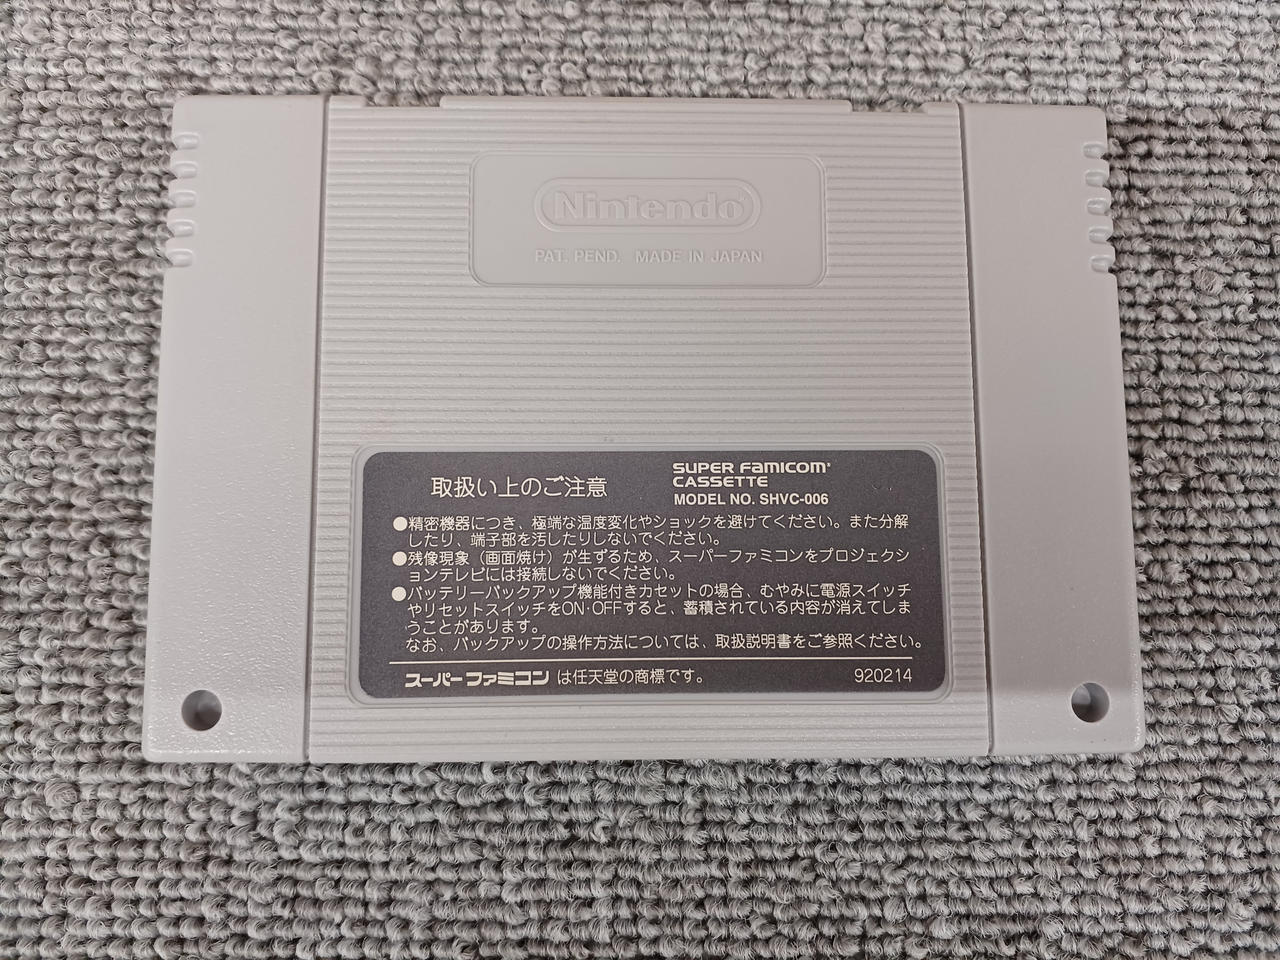 Nintendo
PAT. PEND. MADE IN JAPAN
取扱い上のご注意
SUPER FAMICOM
CASSETTE
MODEL NO. SHVC-006
●精密機器につき、極端な温度変化やショックを避けてください。また分解
したり、端子部を汚したりしないでください。
●残像現象（画面焼け）が生ずるため、スーパーファミコンをプロジェクシ
ョンテレビには接続しないでください。
●バッテリーバックアップ機能付きカセットの場合、むやみに電源スイッチ
やリセットスイッチをON·OFFすると、蓄積されている内容が消えてしま
うことがあります。
なお、バックアップの操作方法については、取扱説明書をご参照ください。
スーパーファミコン は任天堂の商標です。
920214